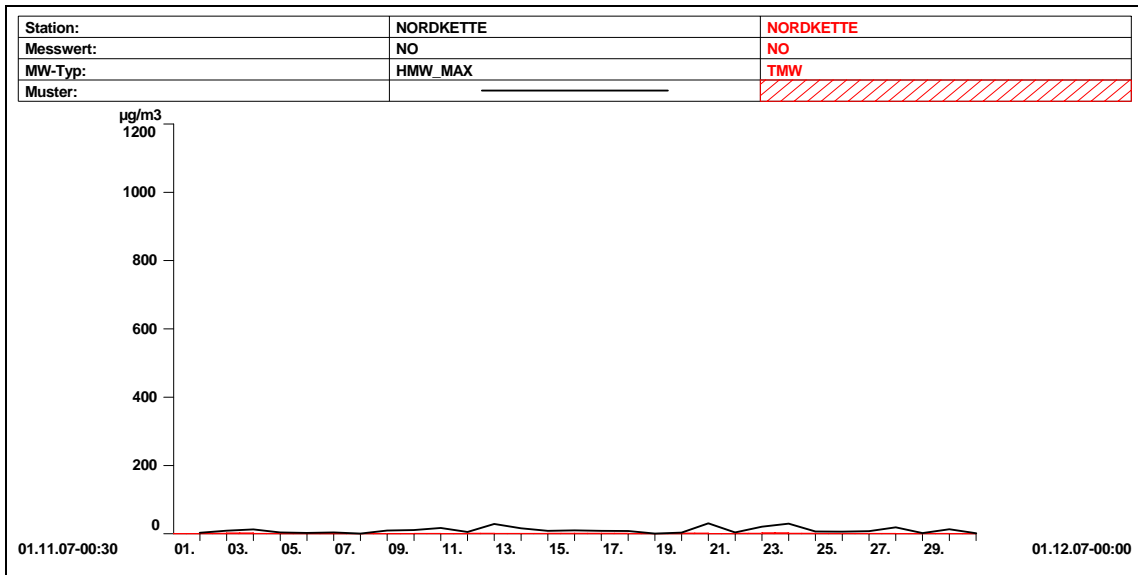 Station: NORDKETTE NORDKETTE
Messwert: NO NO
MW-Typ: HMW_MAX TMW
Muster:
µg/m3
1200
1000
800
600
400
200
0
01.11.07-00:30 01. 03. 05. 07. 09. 11. 13. 15. 17. 19. 21. 23. 25. 27. 29. 01.12.07-00:00